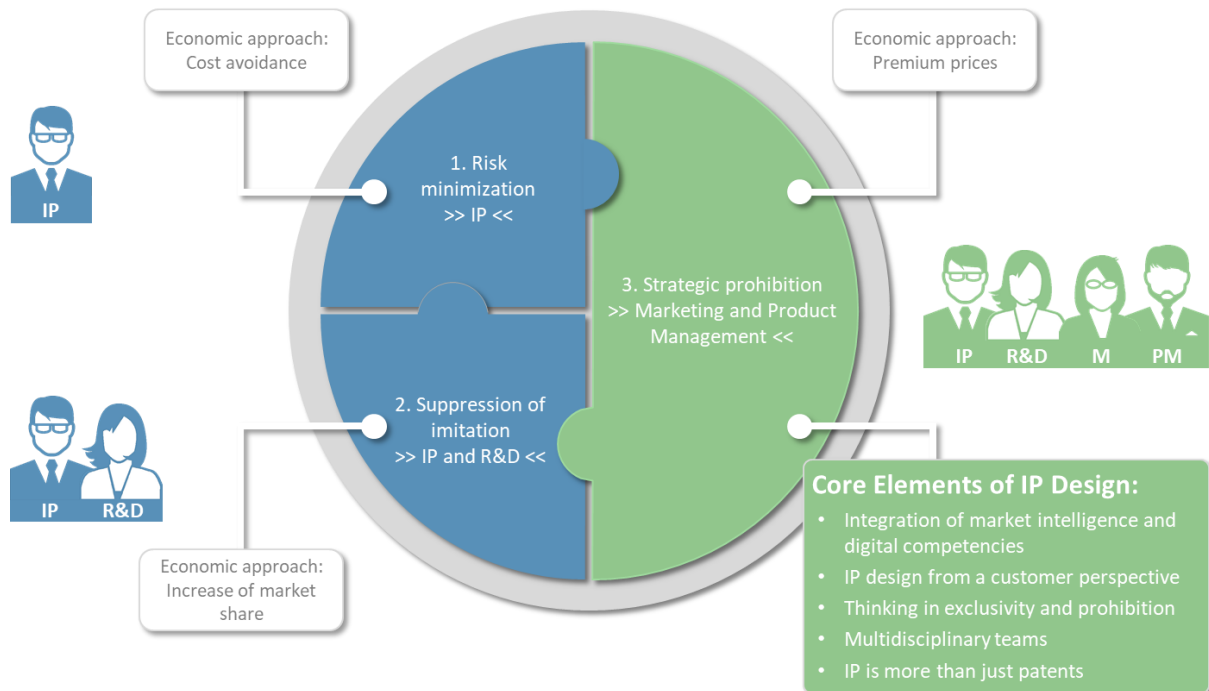 Economic approach:
Cost avoidance
Economic approach:
Premium prices
IP
1. Risk
minimization
>> IP <<
3. Strategic prohibition
>> Marketing and Product
Management <<
IP R&D M PM
2. Suppression of
imitation
>> IP and R&D <<
IP R&D
Economic approach:
Increase of market
share
Core Elements of IP Design:
• Integration of market intelligence and
digital competencies
• IP design from a customer perspective
• Thinking in exclusivity and prohibition
• Multidisciplinary teams
• IP is more than just patents